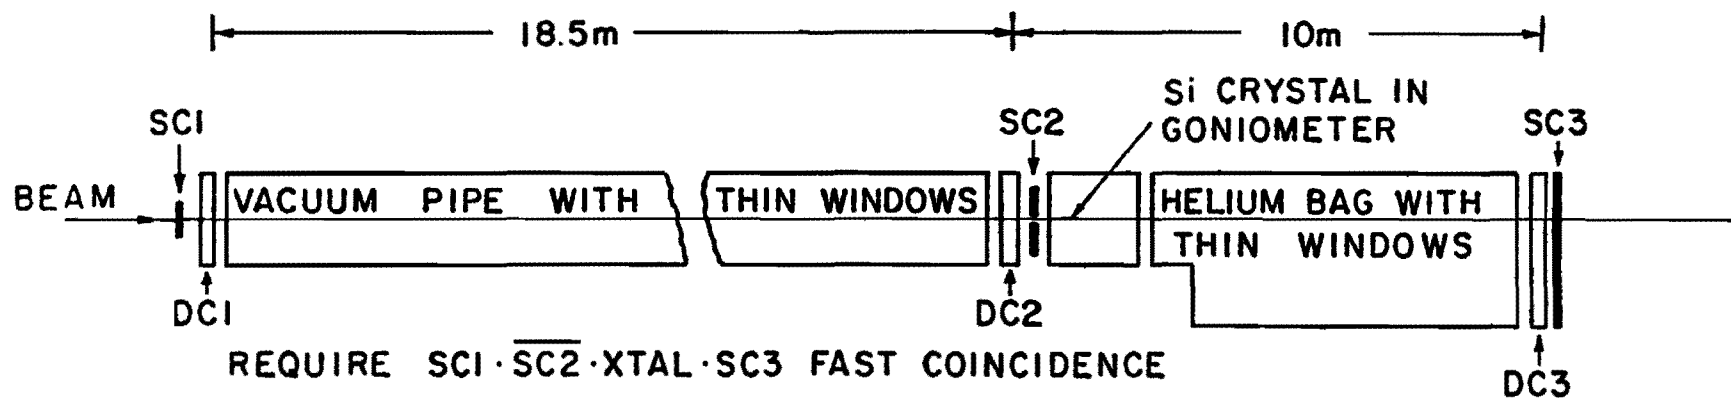 18.5m
10m
Si CRYSTAL IN
GONIOMETER
SC1
SC2
SC3
BEAM
VACUUM PIPE WITH
THIN WINDOWS
HELIUM BAG WITH
THIN WINDOWS
DC1
DC2
REQUIRE SC1·S̅C̅2̅·XTAL·SC3 FAST COINCIDENCE
DC3